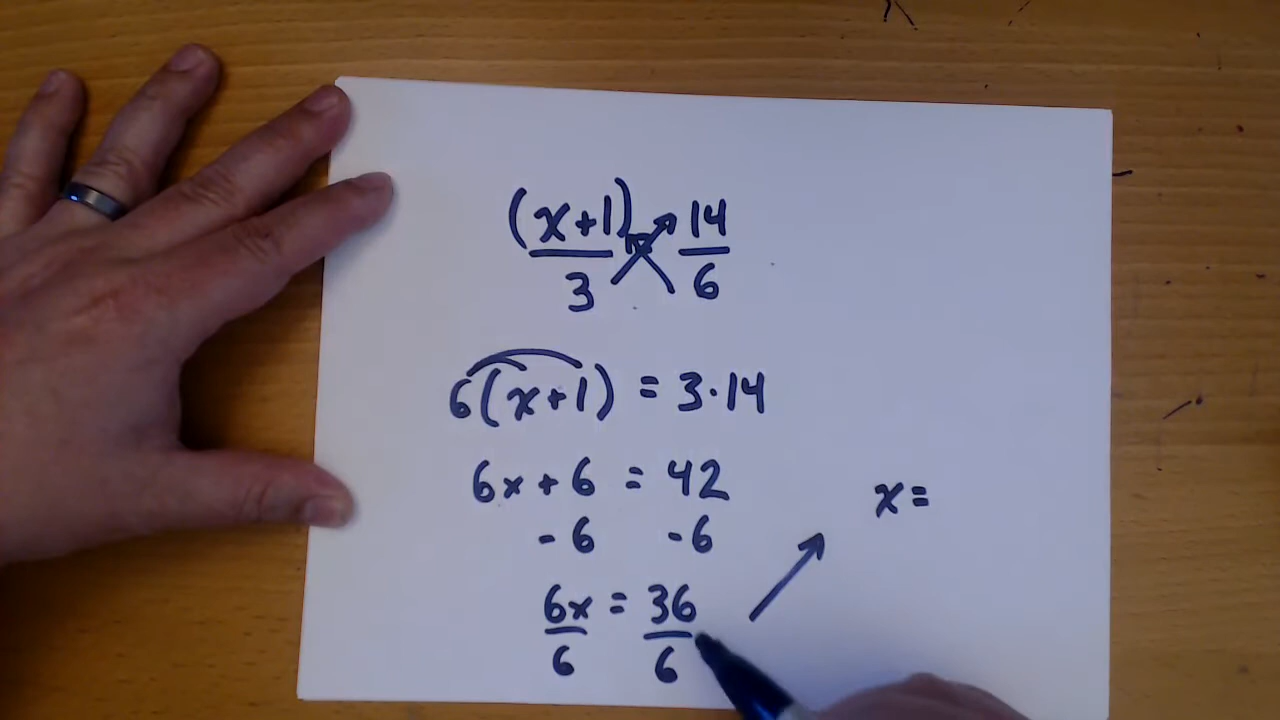 (x+1) 14
3 6
6(x+1) = 3·14
6x + 6 = 42
-6 -6
6x = 36
6 6
x =